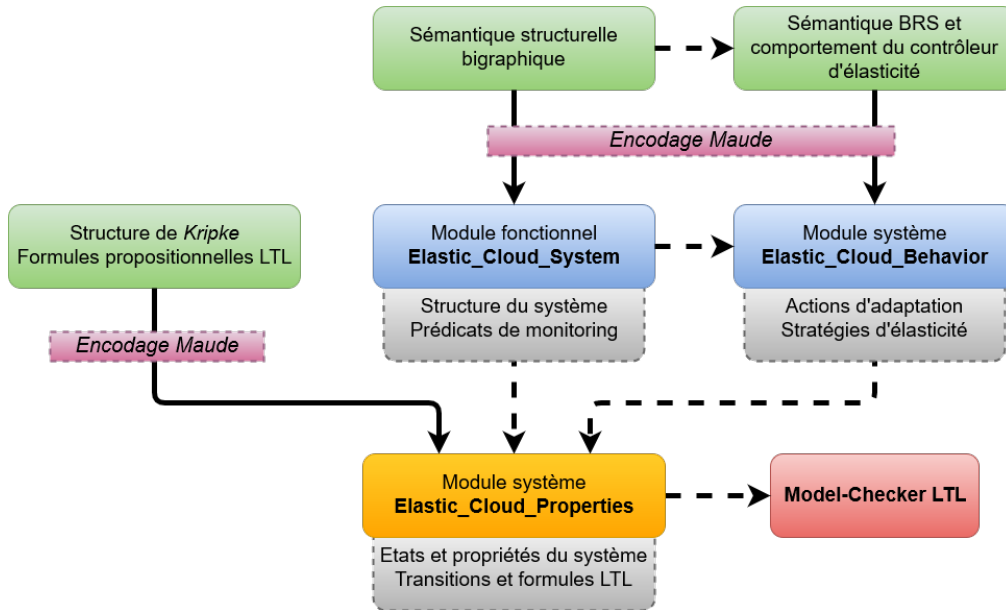 Sémantique structurelle
bigraphique
Sémantique BRS et
comportement du contrôleur
d'élasticité
Encodage Maude
Structure de Kripke
Formules propositionnelles LTL
Module fonctionnel
Elastic_Cloud_System
Module système
Elastic_Cloud_Behavior
Structure du système
Prédicats de monitoring
Actions d'adaptation
Stratégies d'élasticité
Encodage Maude
Module système
Elastic_Cloud_Properties
Model-Checker LTL
Etats et propriétés du système
Transitions et formules LTL